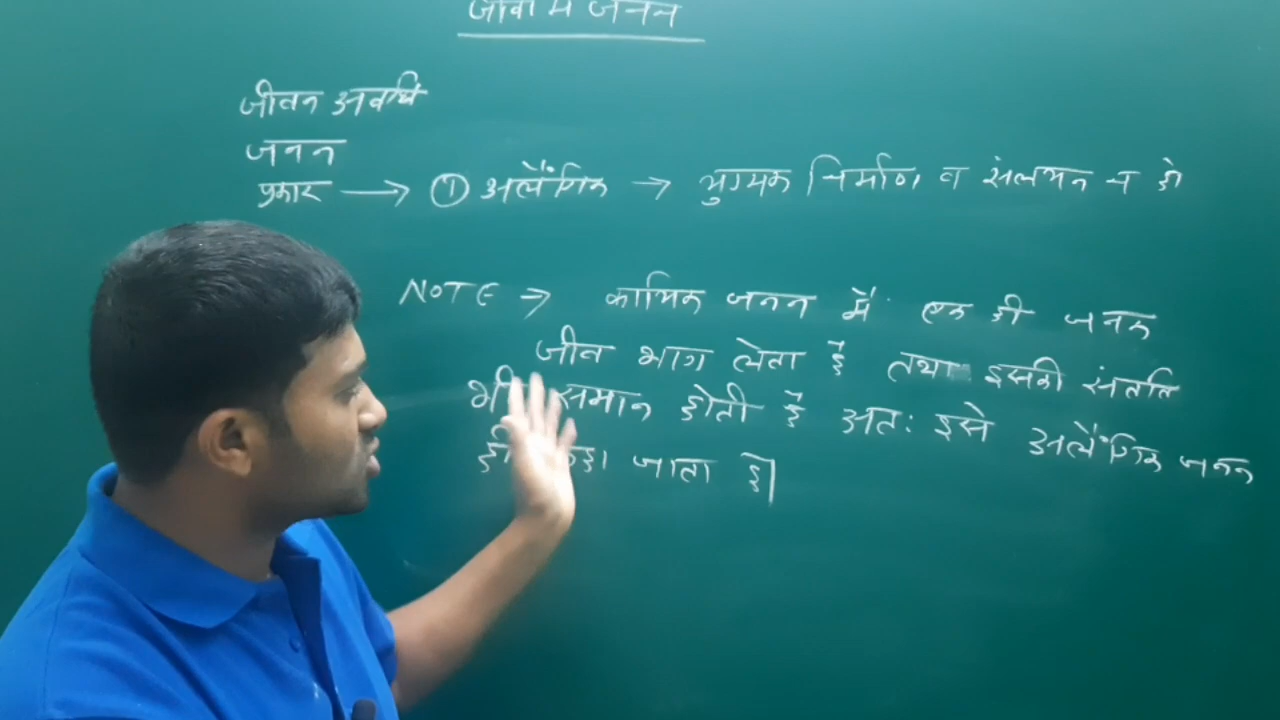 जीवों में जनन
जीवन अवधि
जनन
प्रकार → ① अलैंगिक → युग्मक निर्माण व संलयन न हो
NOTE → कायिक जनन में एक ही जनक
जीव भाग लेता है तथा इसकी संतति
भी समान होती है अतः इसे अलैंगिक जनन
ही कहा जाता है।